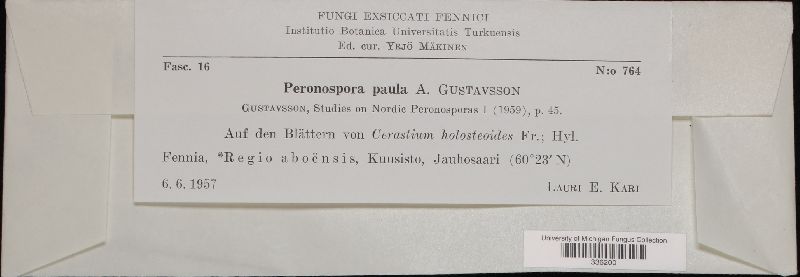 FUNGI EXSICCATI FENNICI
Institutio Botanica Universitatis Turkuensis
Ed. cur. YRJÖ MÄKINEN
Fasc. 16 N:o 764
Peronospora paula A. GUSTAVSSON
GUSTAVSSON, Studies on Nordic Peronosporas I (1959), p. 45.
Auf den Blättern von Cerastium holosteoides Fr.; Hyl.
Fennia, *Regio aboënsis, Kuusisto, Jauhosaari (60°23′ N)
6. 6. 1957 LAURI E. KARI
University of Michigan Fungus Collection
335200